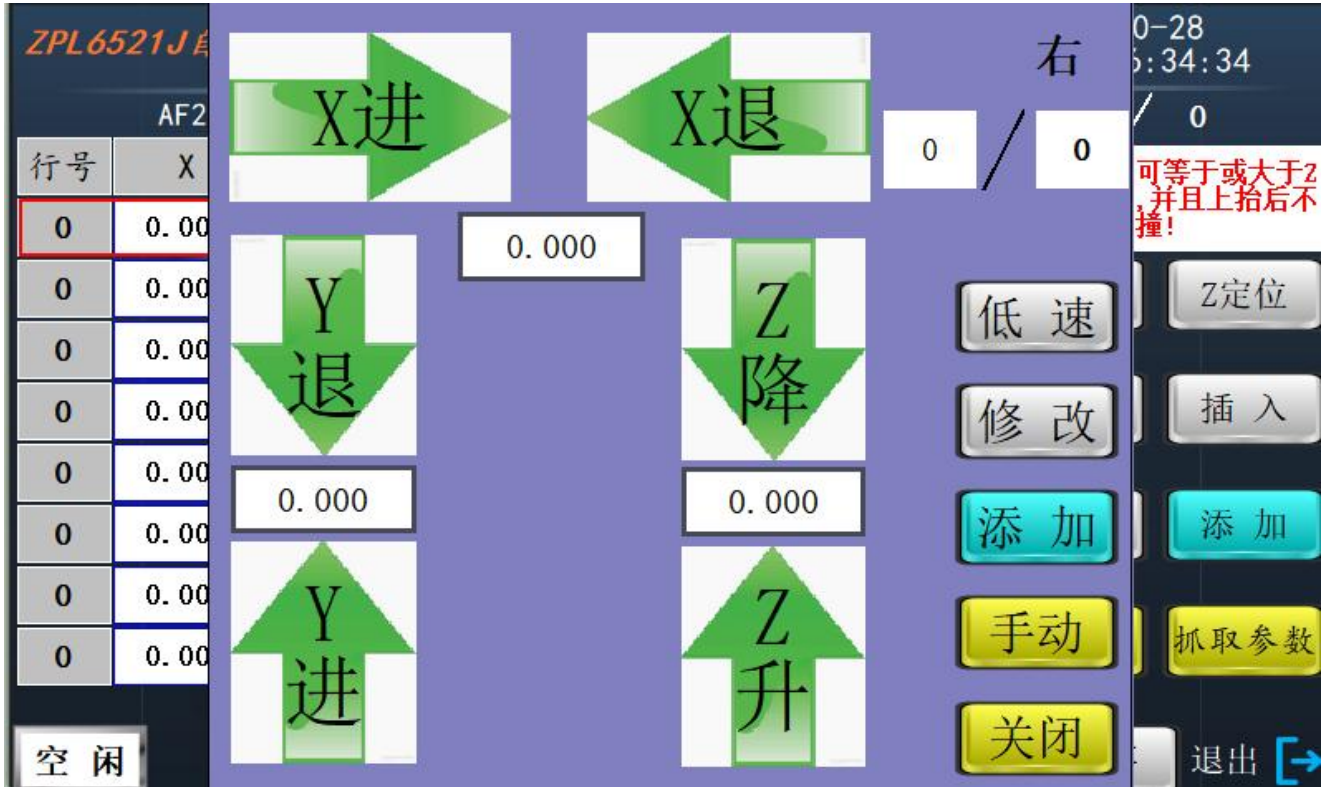 ZPL6521J
0-28
:34:34
AF2
/ 0
右
0 / 0
X进
X退
行号 X
可等于或大于2
,并且上抬后不
撞!
0 0.00
0 0.00
0 0.00
0 0.00
0 0.00
0 0.00
0 0.00
0 0.00
0.000
Y
退
0.000
Y
进
Z
降
0.000
Z
升
低 速
修 改
添 加
手动
关闭
Z定位
插 入
添 加
抓取参数
空 闲
退出